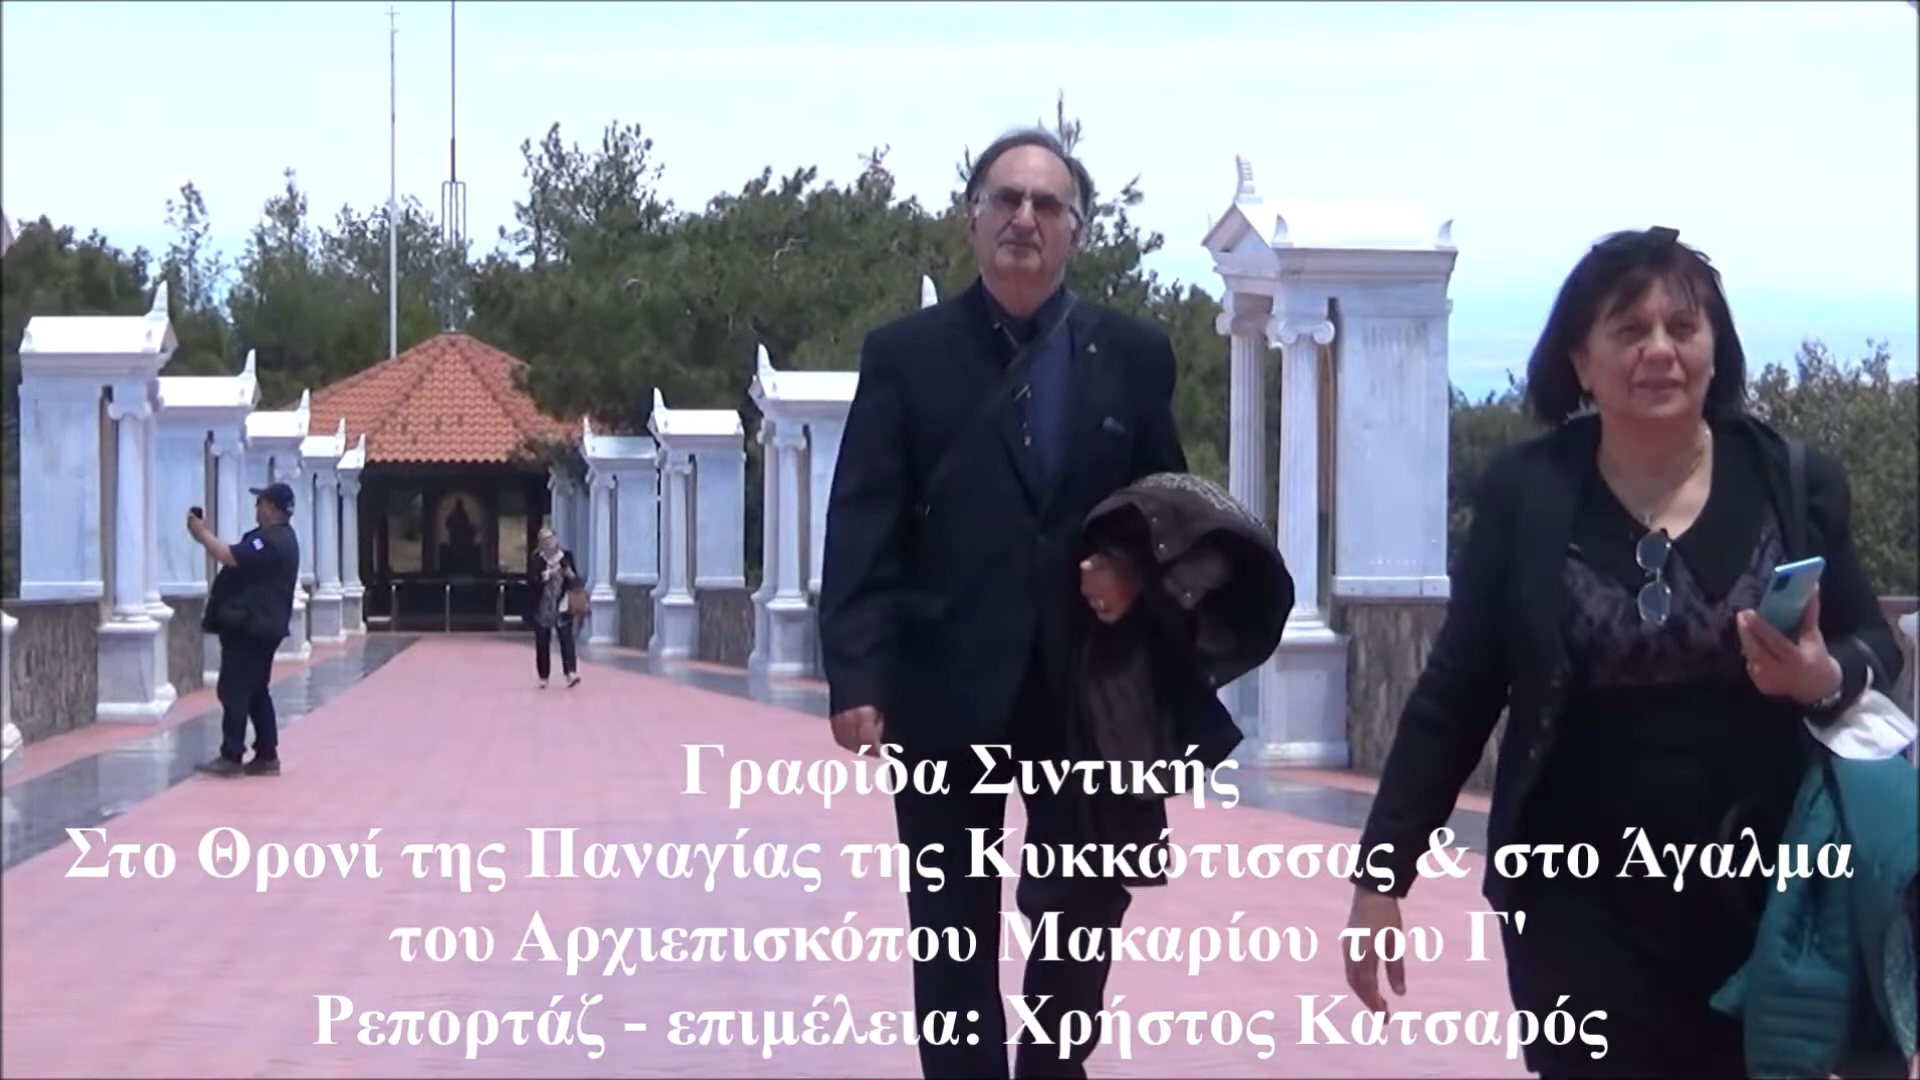 Γραφίδα Σιντικής
Στο Θρονί της Παναγίας της Κυκκώτισσας & στο Άγαλμα
του Αρχιεπισκόπου Μακαρίου του Γ'
Ρεπορτάζ - επιμέλεια: Χρήστος Κατσαρός